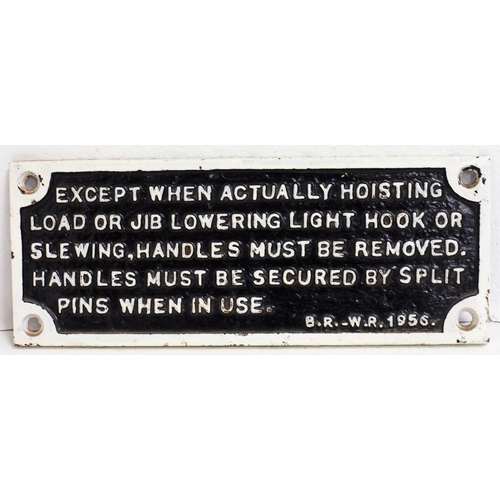 EXCEPT WHEN ACTUALLY HOISTING
LOAD OR JIB LOWERING LIGHT HOOK OR
SLEWING, HANDLES MUST BE REMOVED.
HANDLES MUST BE SECURED BY SPLIT
PINS WHEN IN USE.
B.R.-W.R. 1956.